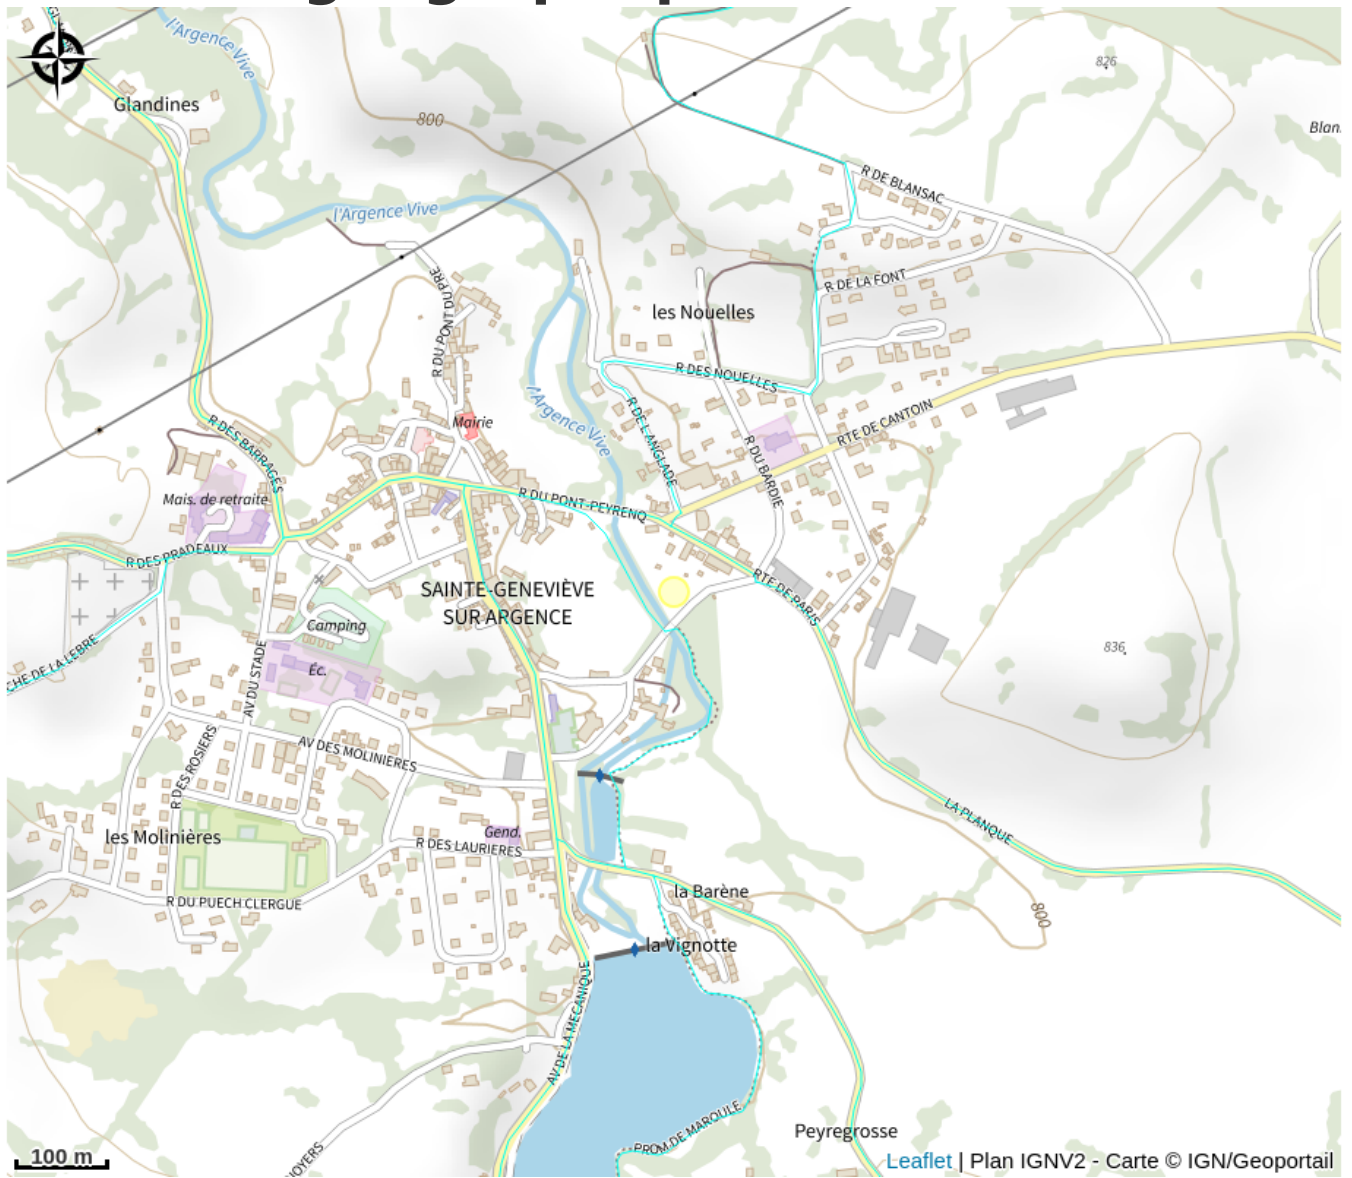 l'Argence Vive
Glandines
800
826
Blan
R DE BLANSAC
l'Argence Vive
R DU PONT DU PRE
R DE LA FONT
les Nouelles
R DES NOUELLES
l'Argence Vive
R DE L'ANGLADE
Mairie
RTE DE CANTOIN
R DES BARRAGES
R DU BARDIE
Mais. de retraite
R DU PONT-PEYRENQ
R DES PRADEAUX
RTE DE PARIS
SAINTE-GENEVIÈVE
SUR ARGENCE
Camping
CHE DE LA LEBRE
836
Éc.
AV DU STADE
AV DES MOLINIERES
R DES ROSIERS
LA PLANQUE
les Molinières
Gend.
R DES LAURIERES
la Barène
R DU PUECH CLERGUE
800
la Vignotte
AV DE LA MECANIQUE
PROM DE MAROULE
Peyregrosse
NOYERS
100 m
Leaflet | Plan IGNV2 - Carte © IGN/Geoportail